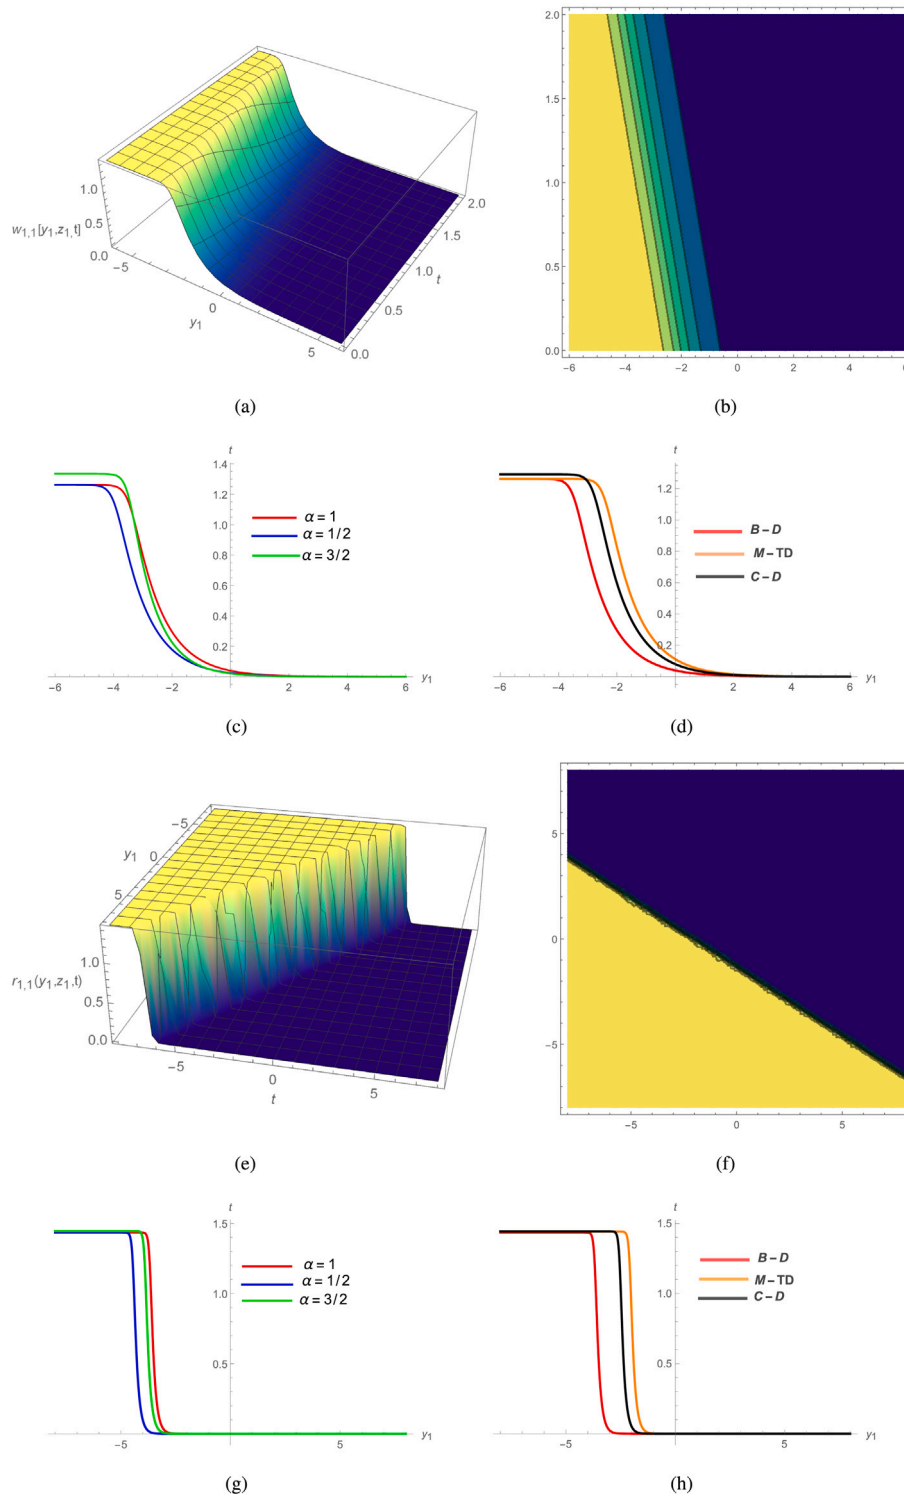 1.0
w1,1[y1,z1,t]
0.5
0.0
−5
0
y1
5
0.0
0.5
1.0
t
1.5
2.0
2.0
1.5
1.0
0.5
0.0
−6 −4 −2 0 2 4 6
(a) (b)
t
1.4
1.2
1.0
0.8
0.6
0.4
0.2
α = 1
α = 1/2
α = 3/2
−6 −4 −2 2 4 6 y1
t
1.2
1.0
0.8
0.6
0.4
0.2
B − D
M − TD
C − D
−6 −4 −2 2 4 6 y1
(c) (d)
−5
y1 0
5
1.0
r1,1(y1,z1,t)
0.5
0.0
−5
0
5
t
5
0
−5
−5 0 5
(e) (f)
t
1.5
1.0
0.5
α = 1
α = 1/2
α = 3/2
−5 5 y1
t
1.5
1.0
0.5
B − D
M − TD
C − D
−5 5 y1
(g) (h)